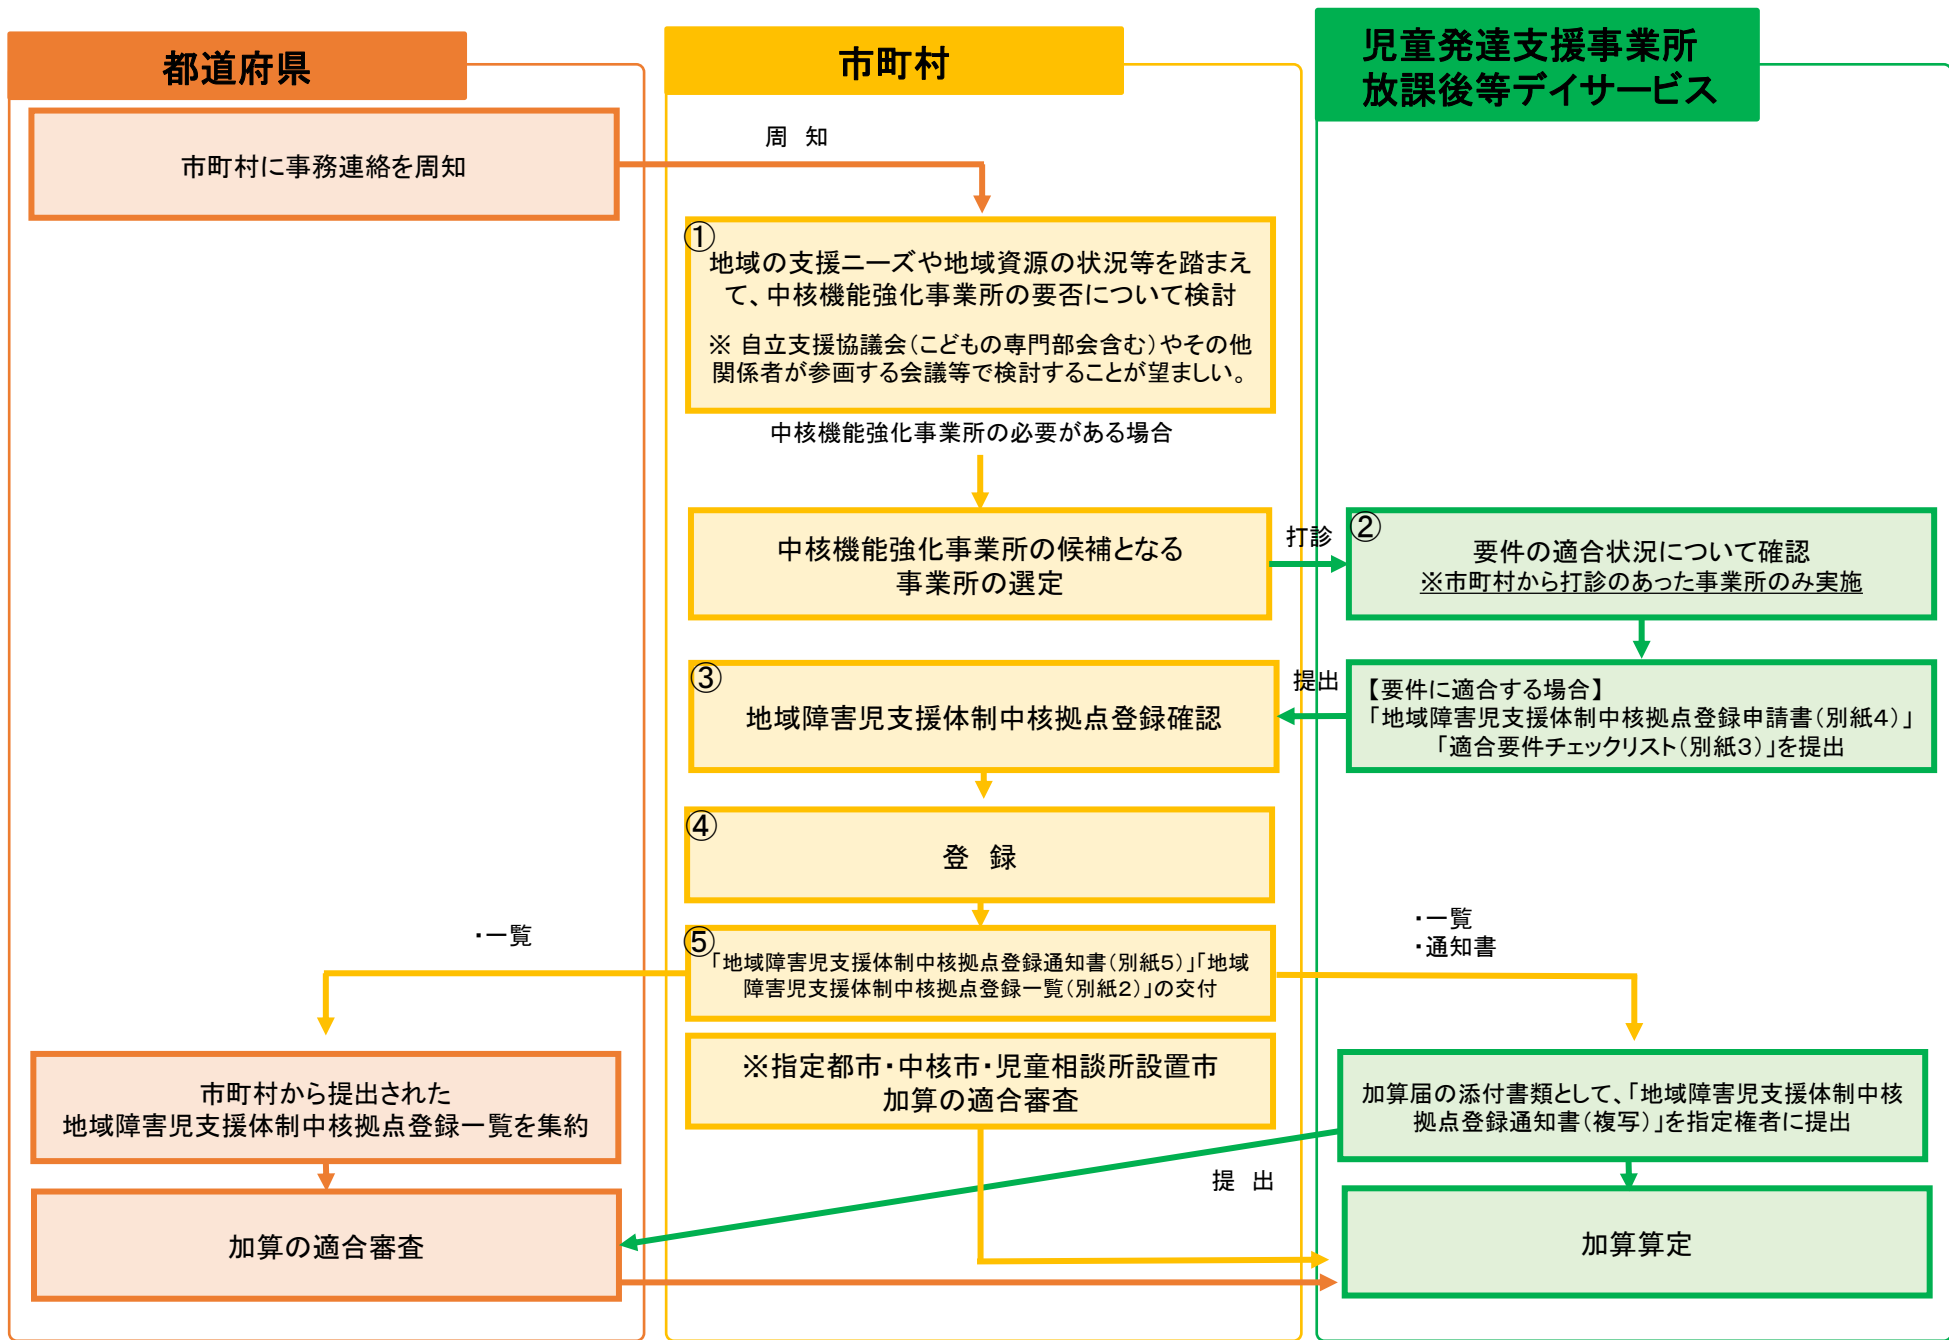 都道府県
市町村
児童発達支援事業所
放課後等デイサービス
市町村に事務連絡を周知
周　知
①
地域の支援ニーズや地域資源の状況等を踏まえ
て、中核機能強化事業所の要否について検討
※ 自立支援協議会（こどもの専門部会含む）やその他
関係者が参画する会議等で検討することが望ましい。
中核機能強化事業所の必要がある場合
中核機能強化事業所の候補となる
事業所の選定
打診
②
要件の適合状況について確認
※市町村から打診のあった事業所のみ実施
③
地域障害児支援体制中核拠点登録確認
提出
【要件に適合する場合】
「地域障害児支援体制中核拠点登録申請書（別紙４）」
「適合要件チェックリスト（別紙３）」を提出
④
登　録
・一覧
・一覧
・通知書
⑤
「地域障害児支援体制中核拠点登録通知書（別紙５）」「地域
障害児支援体制中核拠点登録一覧（別紙２）」の交付
市町村から提出された
地域障害児支援体制中核拠点登録一覧を集約
※指定都市・中核市・児童相談所設置市
加算の適合審査
加算届の添付書類として、「地域障害児支援体制中核
拠点登録通知書（複写）」を指定権者に提出
提　出
加算の適合審査
加算算定